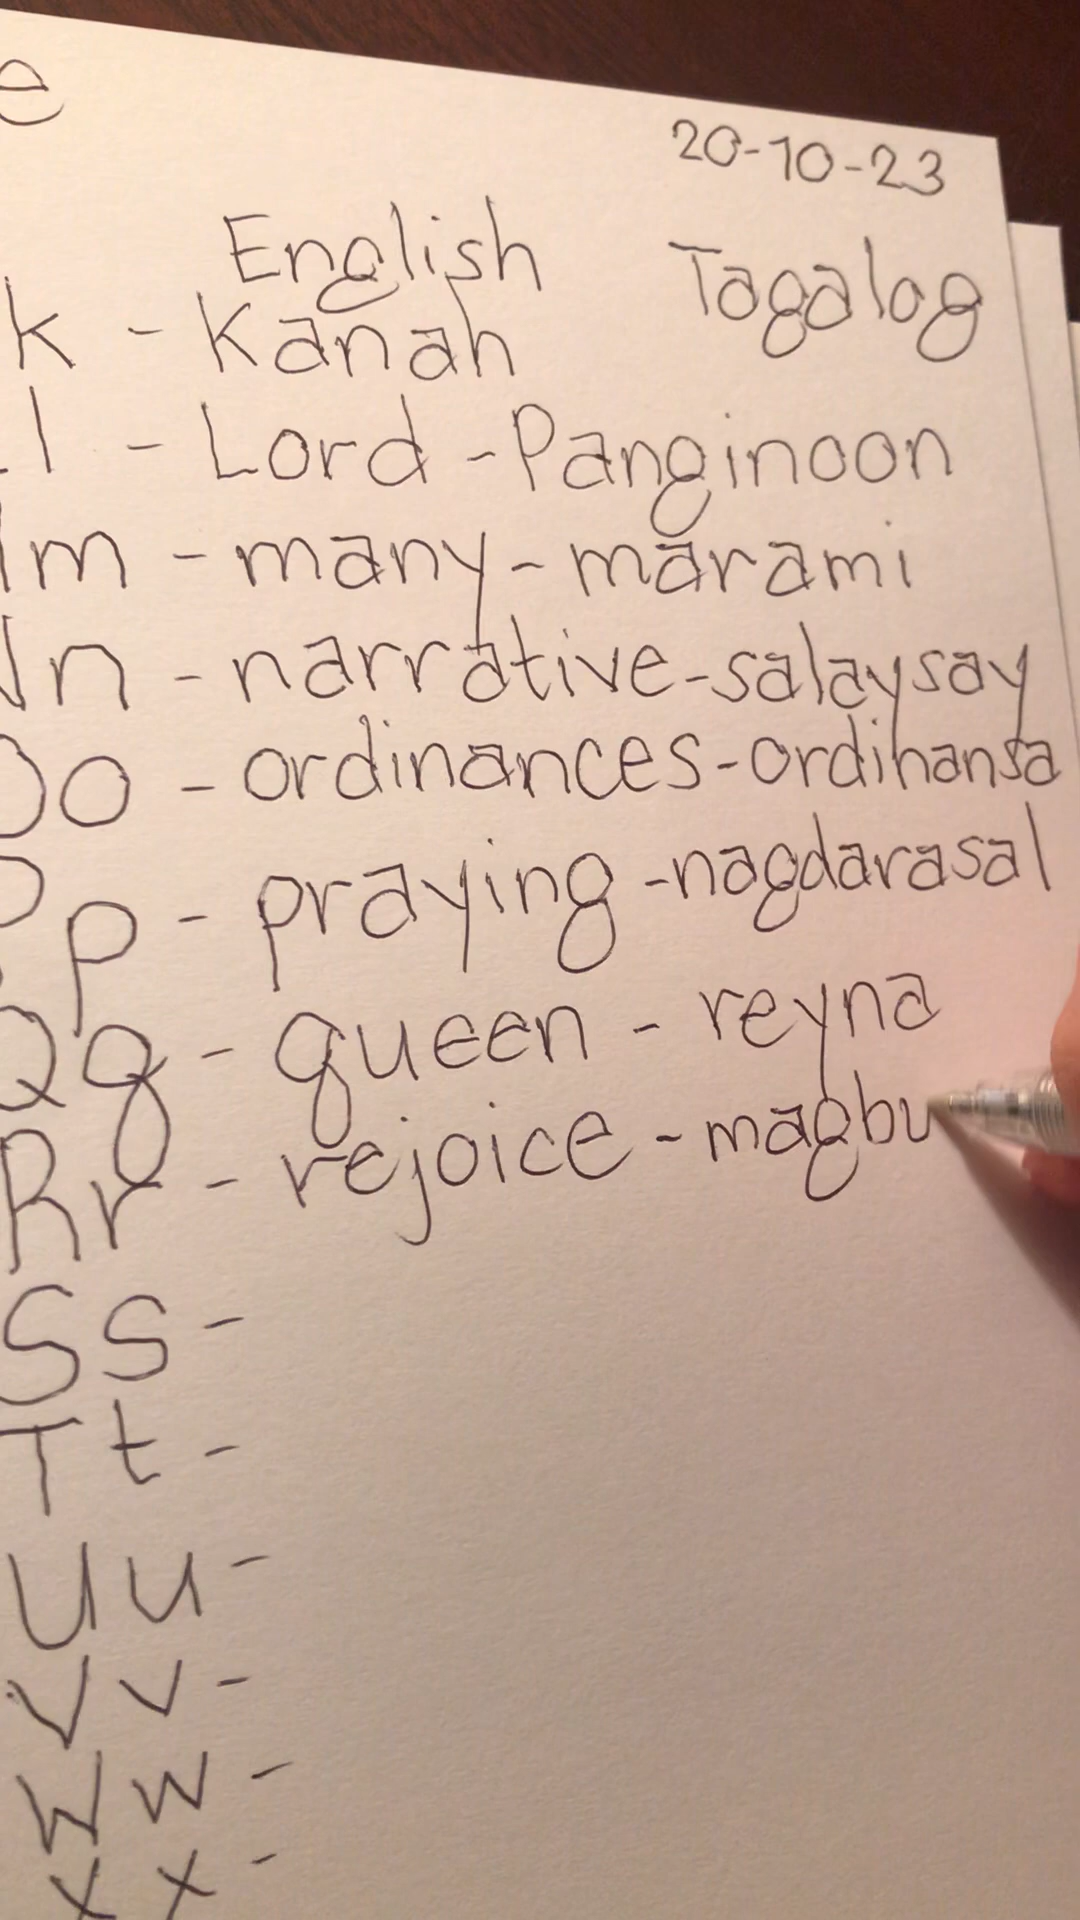 e
20-10-23
English Tagalog
k - Kanah
l - Lord - Panginoon
m - many - marami
Nn - narrative - salaysay
Oo - ordinances - ordinansa
Pp - praying - nagdarasal
Qq - queen - reyna
Rr - rejoice - magbu
Ss -
Tt -
Uu -
Vv -
Ww -
Xx -